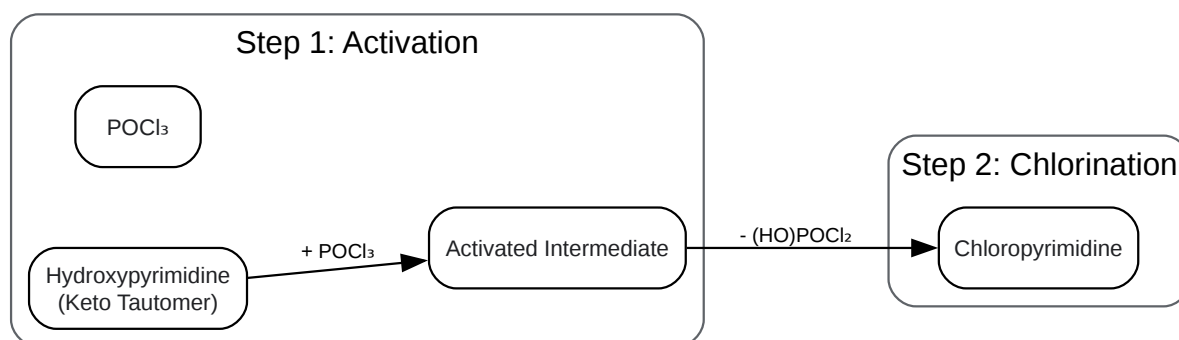 Step 1: Activation
POCl₃
Hydroxypyrimidine
(Keto Tautomer)
+ POCl₃
Activated Intermediate
- (HO)POCl₂
Step 2: Chlorination
Chloropyrimidine